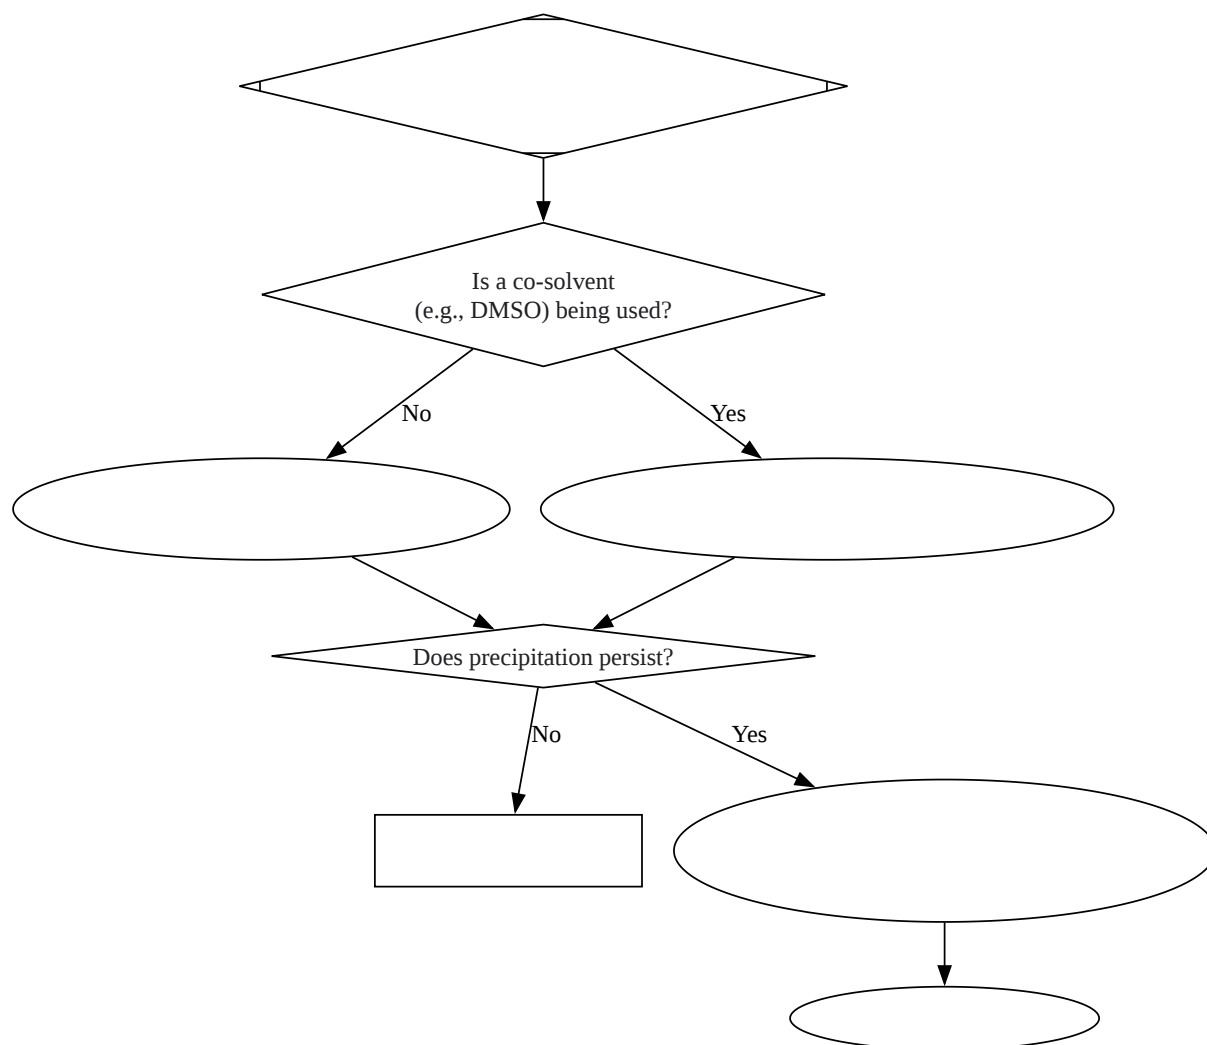 Is a co-solvent
(e.g., DMSO) being used?
No
Yes
Does precipitation persist?
No
Yes